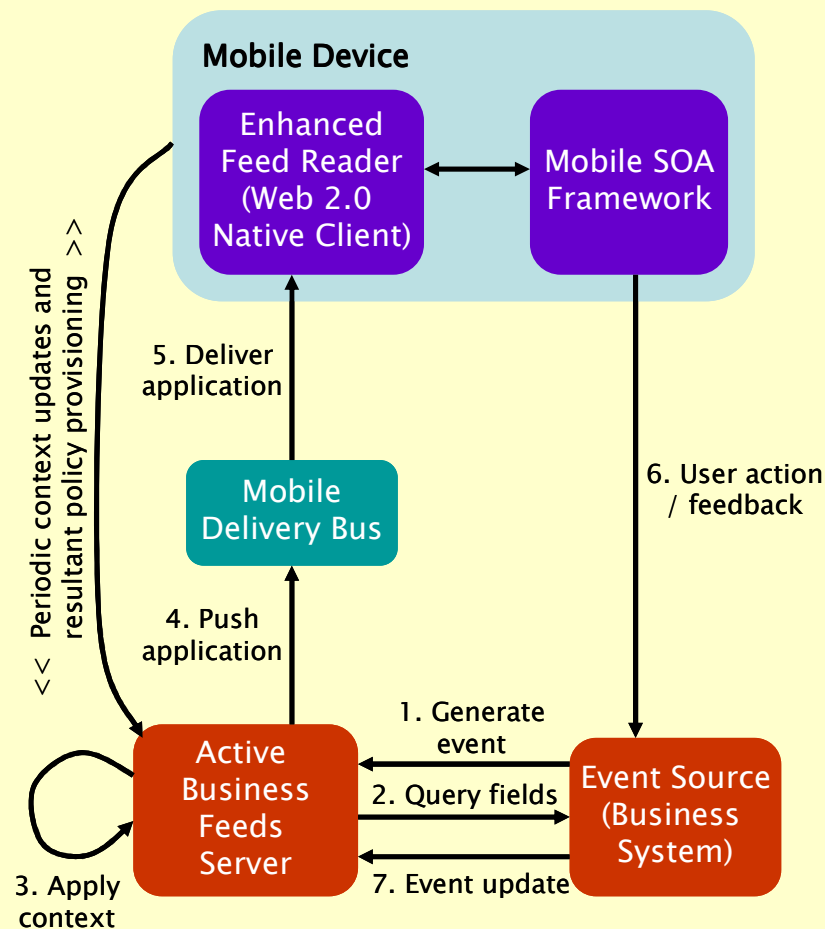 Mobile Device
Enhanced
Feed Reader
(Web 2.0
Native Client)
Mobile SOA
Framework
<< Periodic context updates and
resultant policy provisioning >>
5. Deliver
application
6. User action
/ feedback
Mobile
Delivery Bus
4. Push
application
1. Generate
event
Active
Business
Feeds
Server
2. Query fields
Event Source
(Business
System)
7. Event update
3. Apply
context